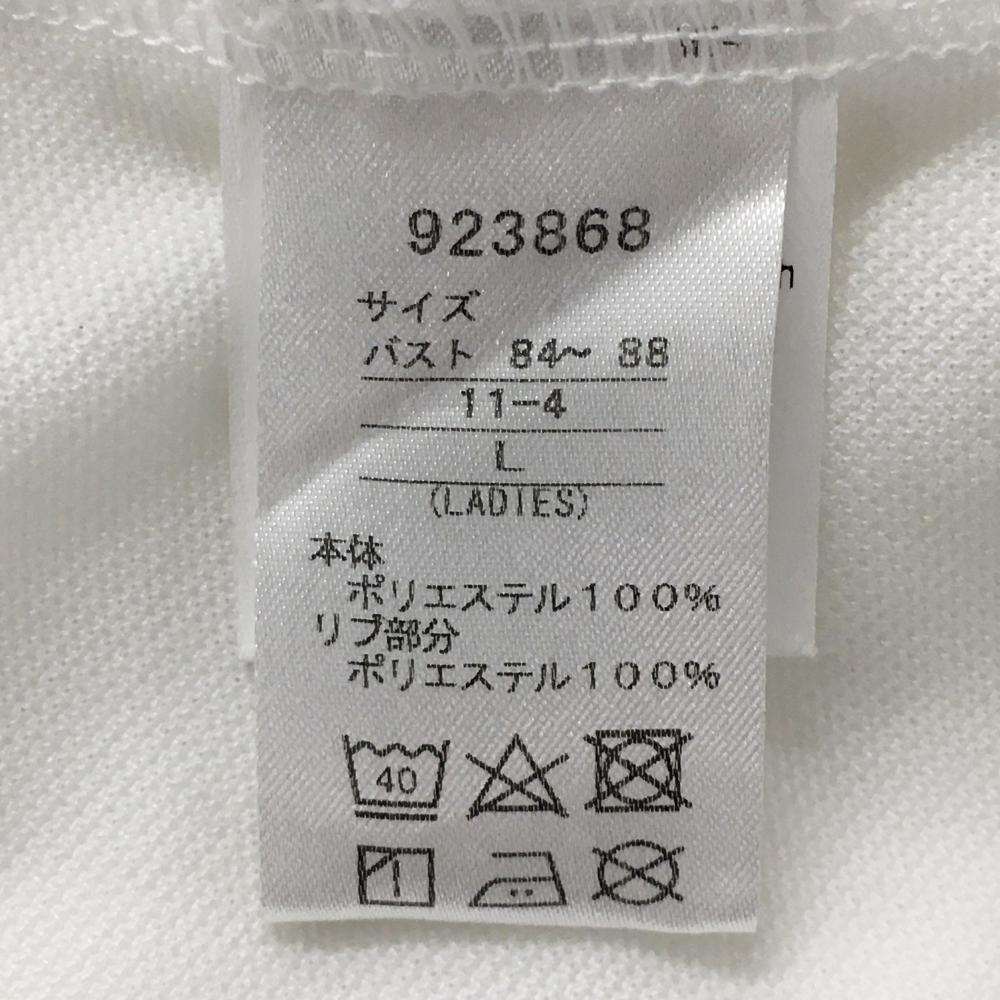 923868
サイズ
バスト 84～ 88
11-4
L
(LADIES)
本体
ポリエステル１００％
リブ部分
ポリエステル１００％
40